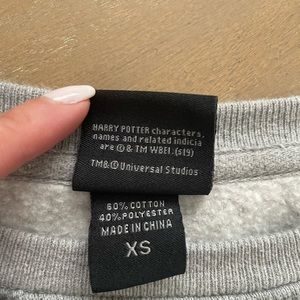 HARRY POTTER characters,
names and related indicia
are © & TM WBEI. (s19)
TM&© Universal Studios
60% COTTON
40% POLYESTER
MADE IN CHINA
XS